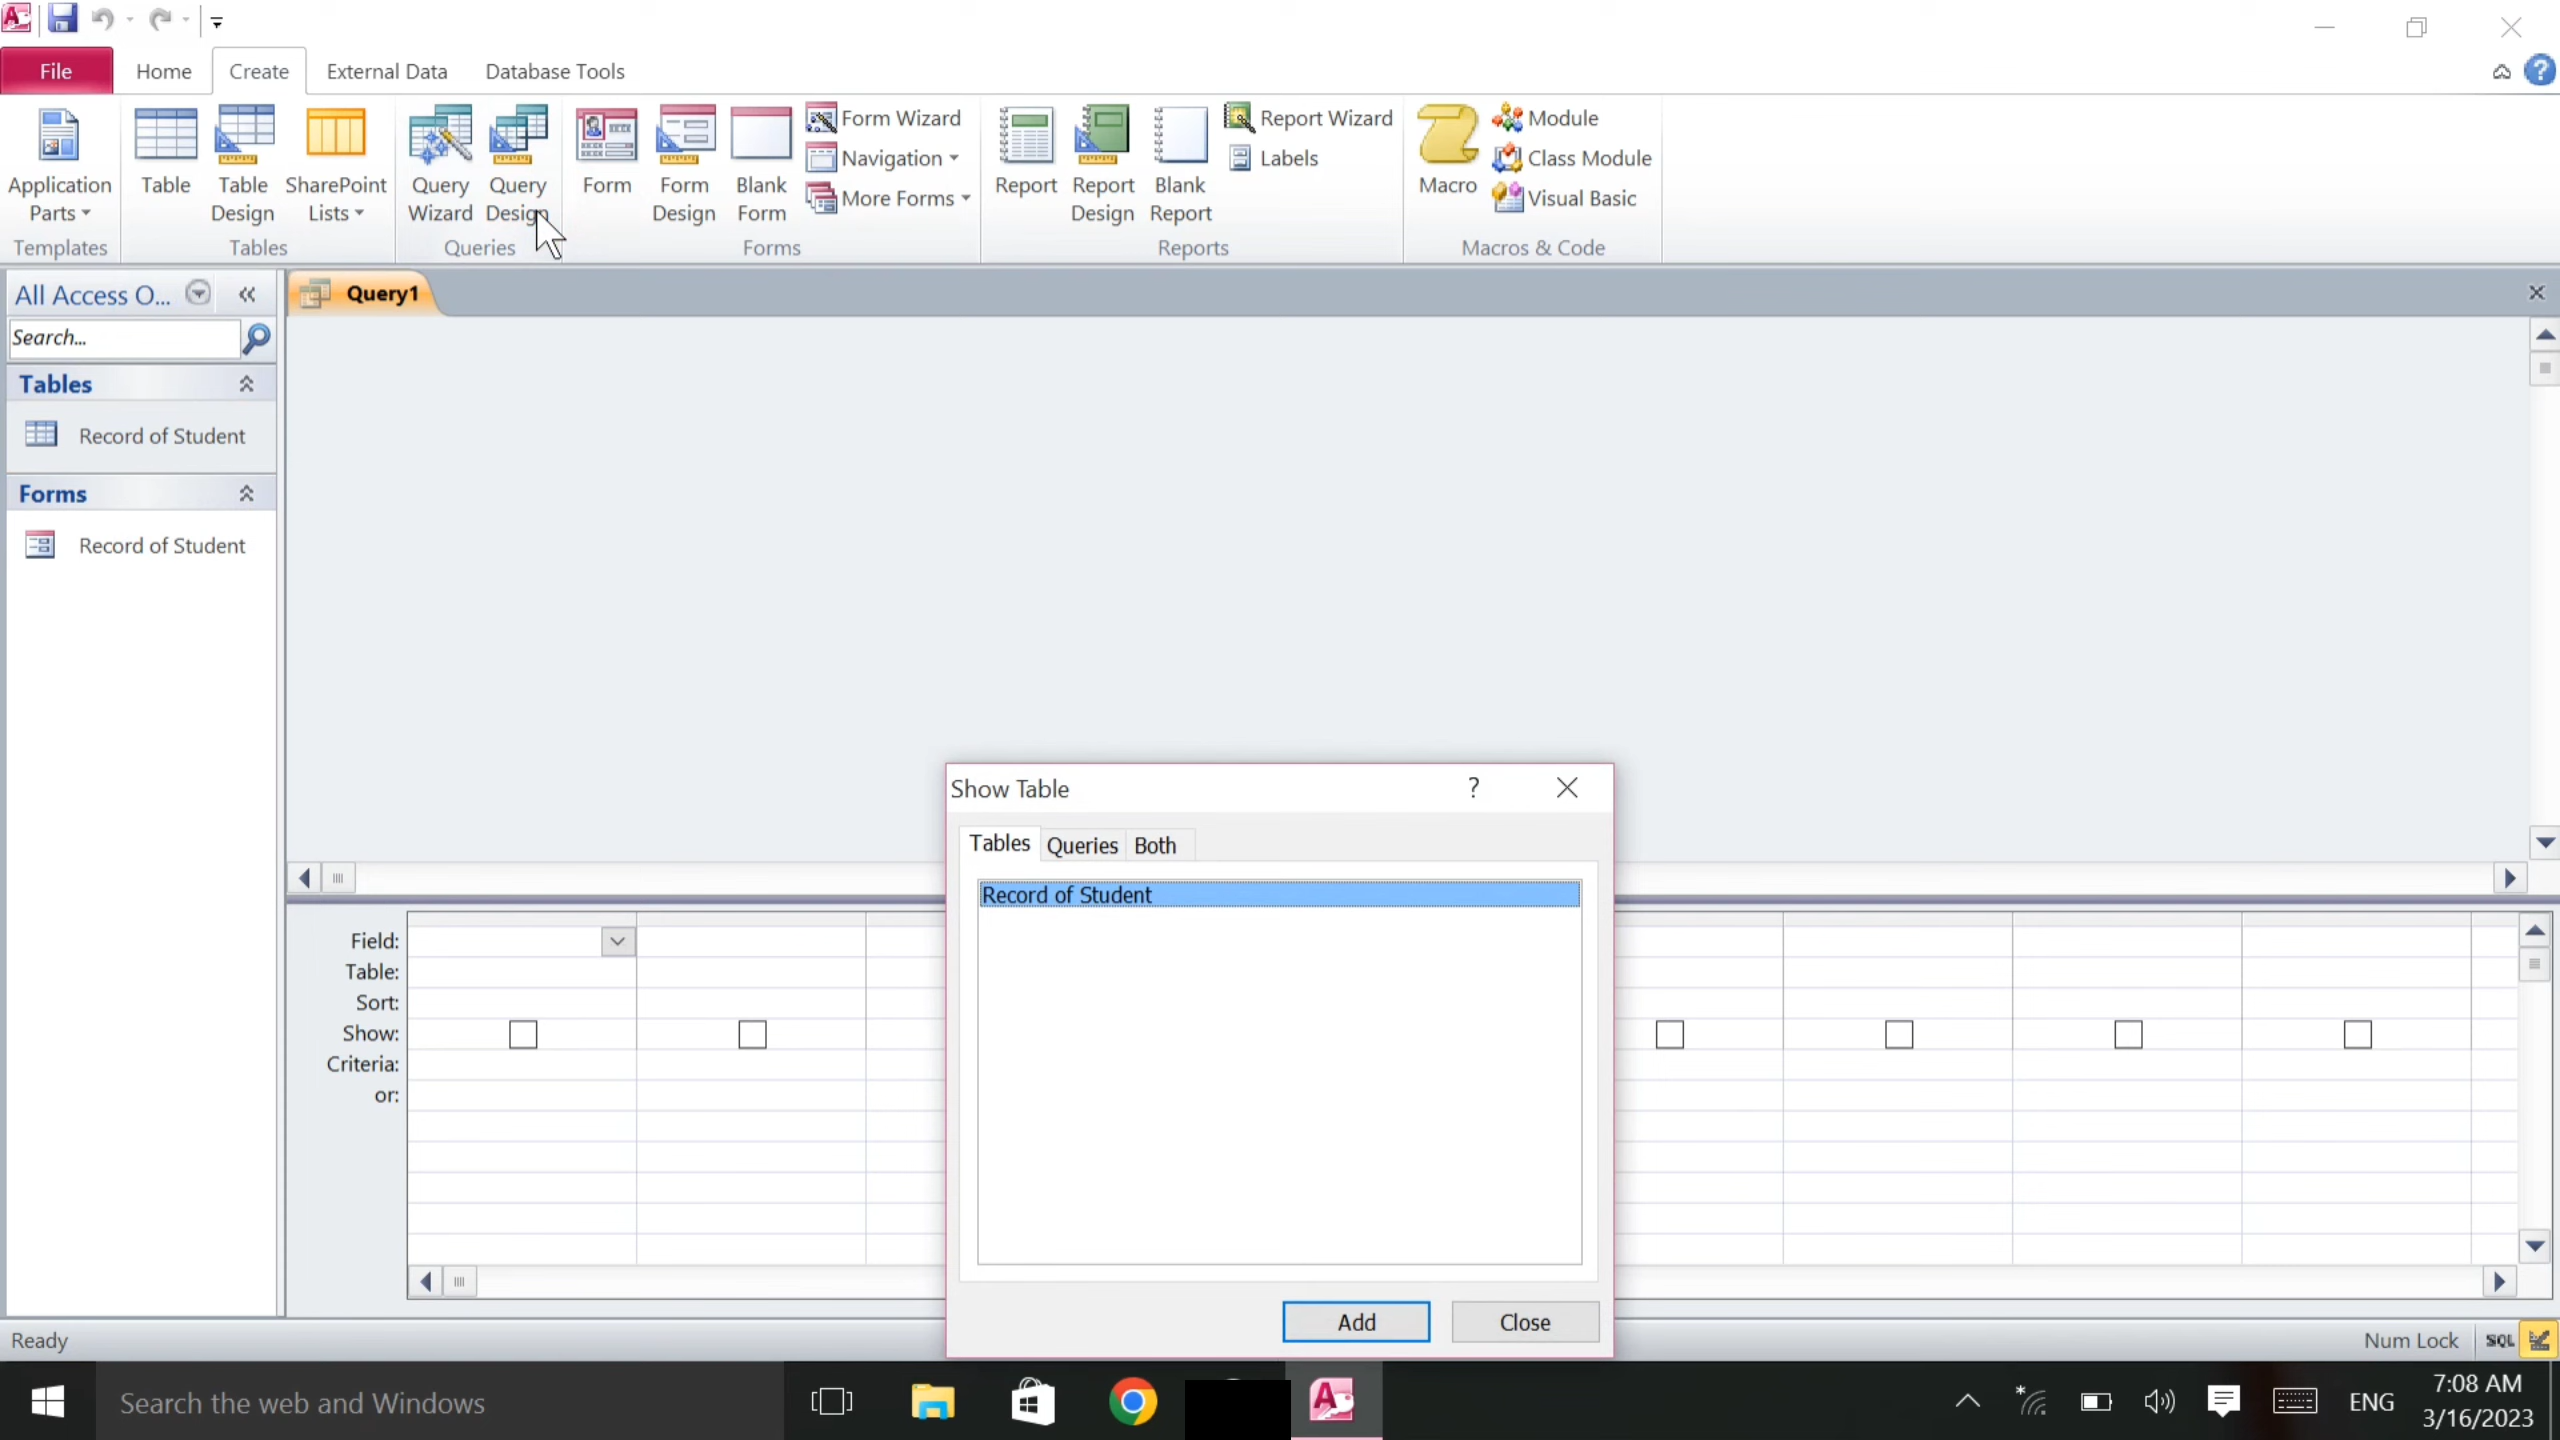 File Home Create External Data Database Tools
Application Parts
Table
Table Design
SharePoint Lists
Query Wizard
Query Design
Form
Form Design
Blank Form
Form Wizard
Navigation
More Forms
Report
Report Design
Blank Report
Report Wizard
Labels
Macro
Module
Class Module
Visual Basic
Templates Tables Queries Forms Reports Macros & Code
All Access O...
Query1
Search...
Tables
Record of Student
Forms
Record of Student
Show Table ?
Tables Queries Both
Record of Student
Add Close
Field:
Table:
Sort:
Show:
Criteria:
or:
Ready Num Lock SQL
Search the web and Windows
ENG
7:08 AM
3/16/2023